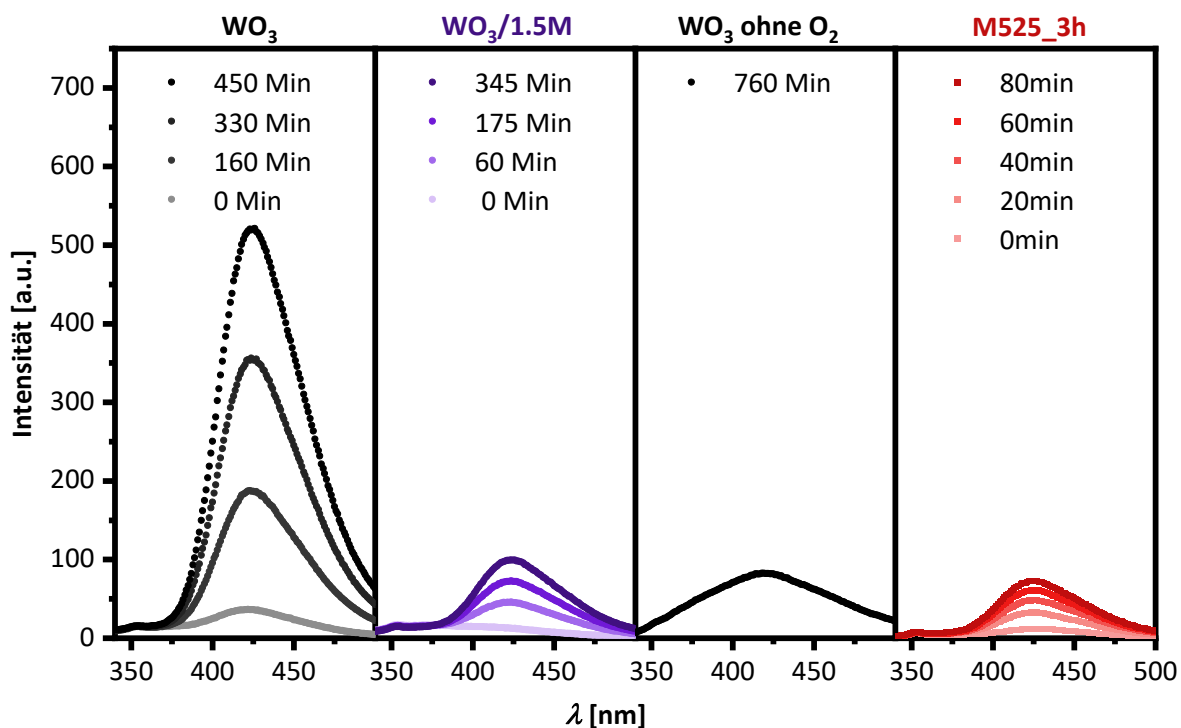 WO₃
WO₃/1.5M
WO₃ ohne O₂
M525_3h
450 Min
330 Min
160 Min
0 Min
345 Min
175 Min
60 Min
0 Min
760 Min
80min
60min
40min
20min
0min
Intensität [a.u.]
700
600
500
400
300
200
100
0
350 400 450 350 400 450 350 400 450 350 400 450 500
λ [nm]